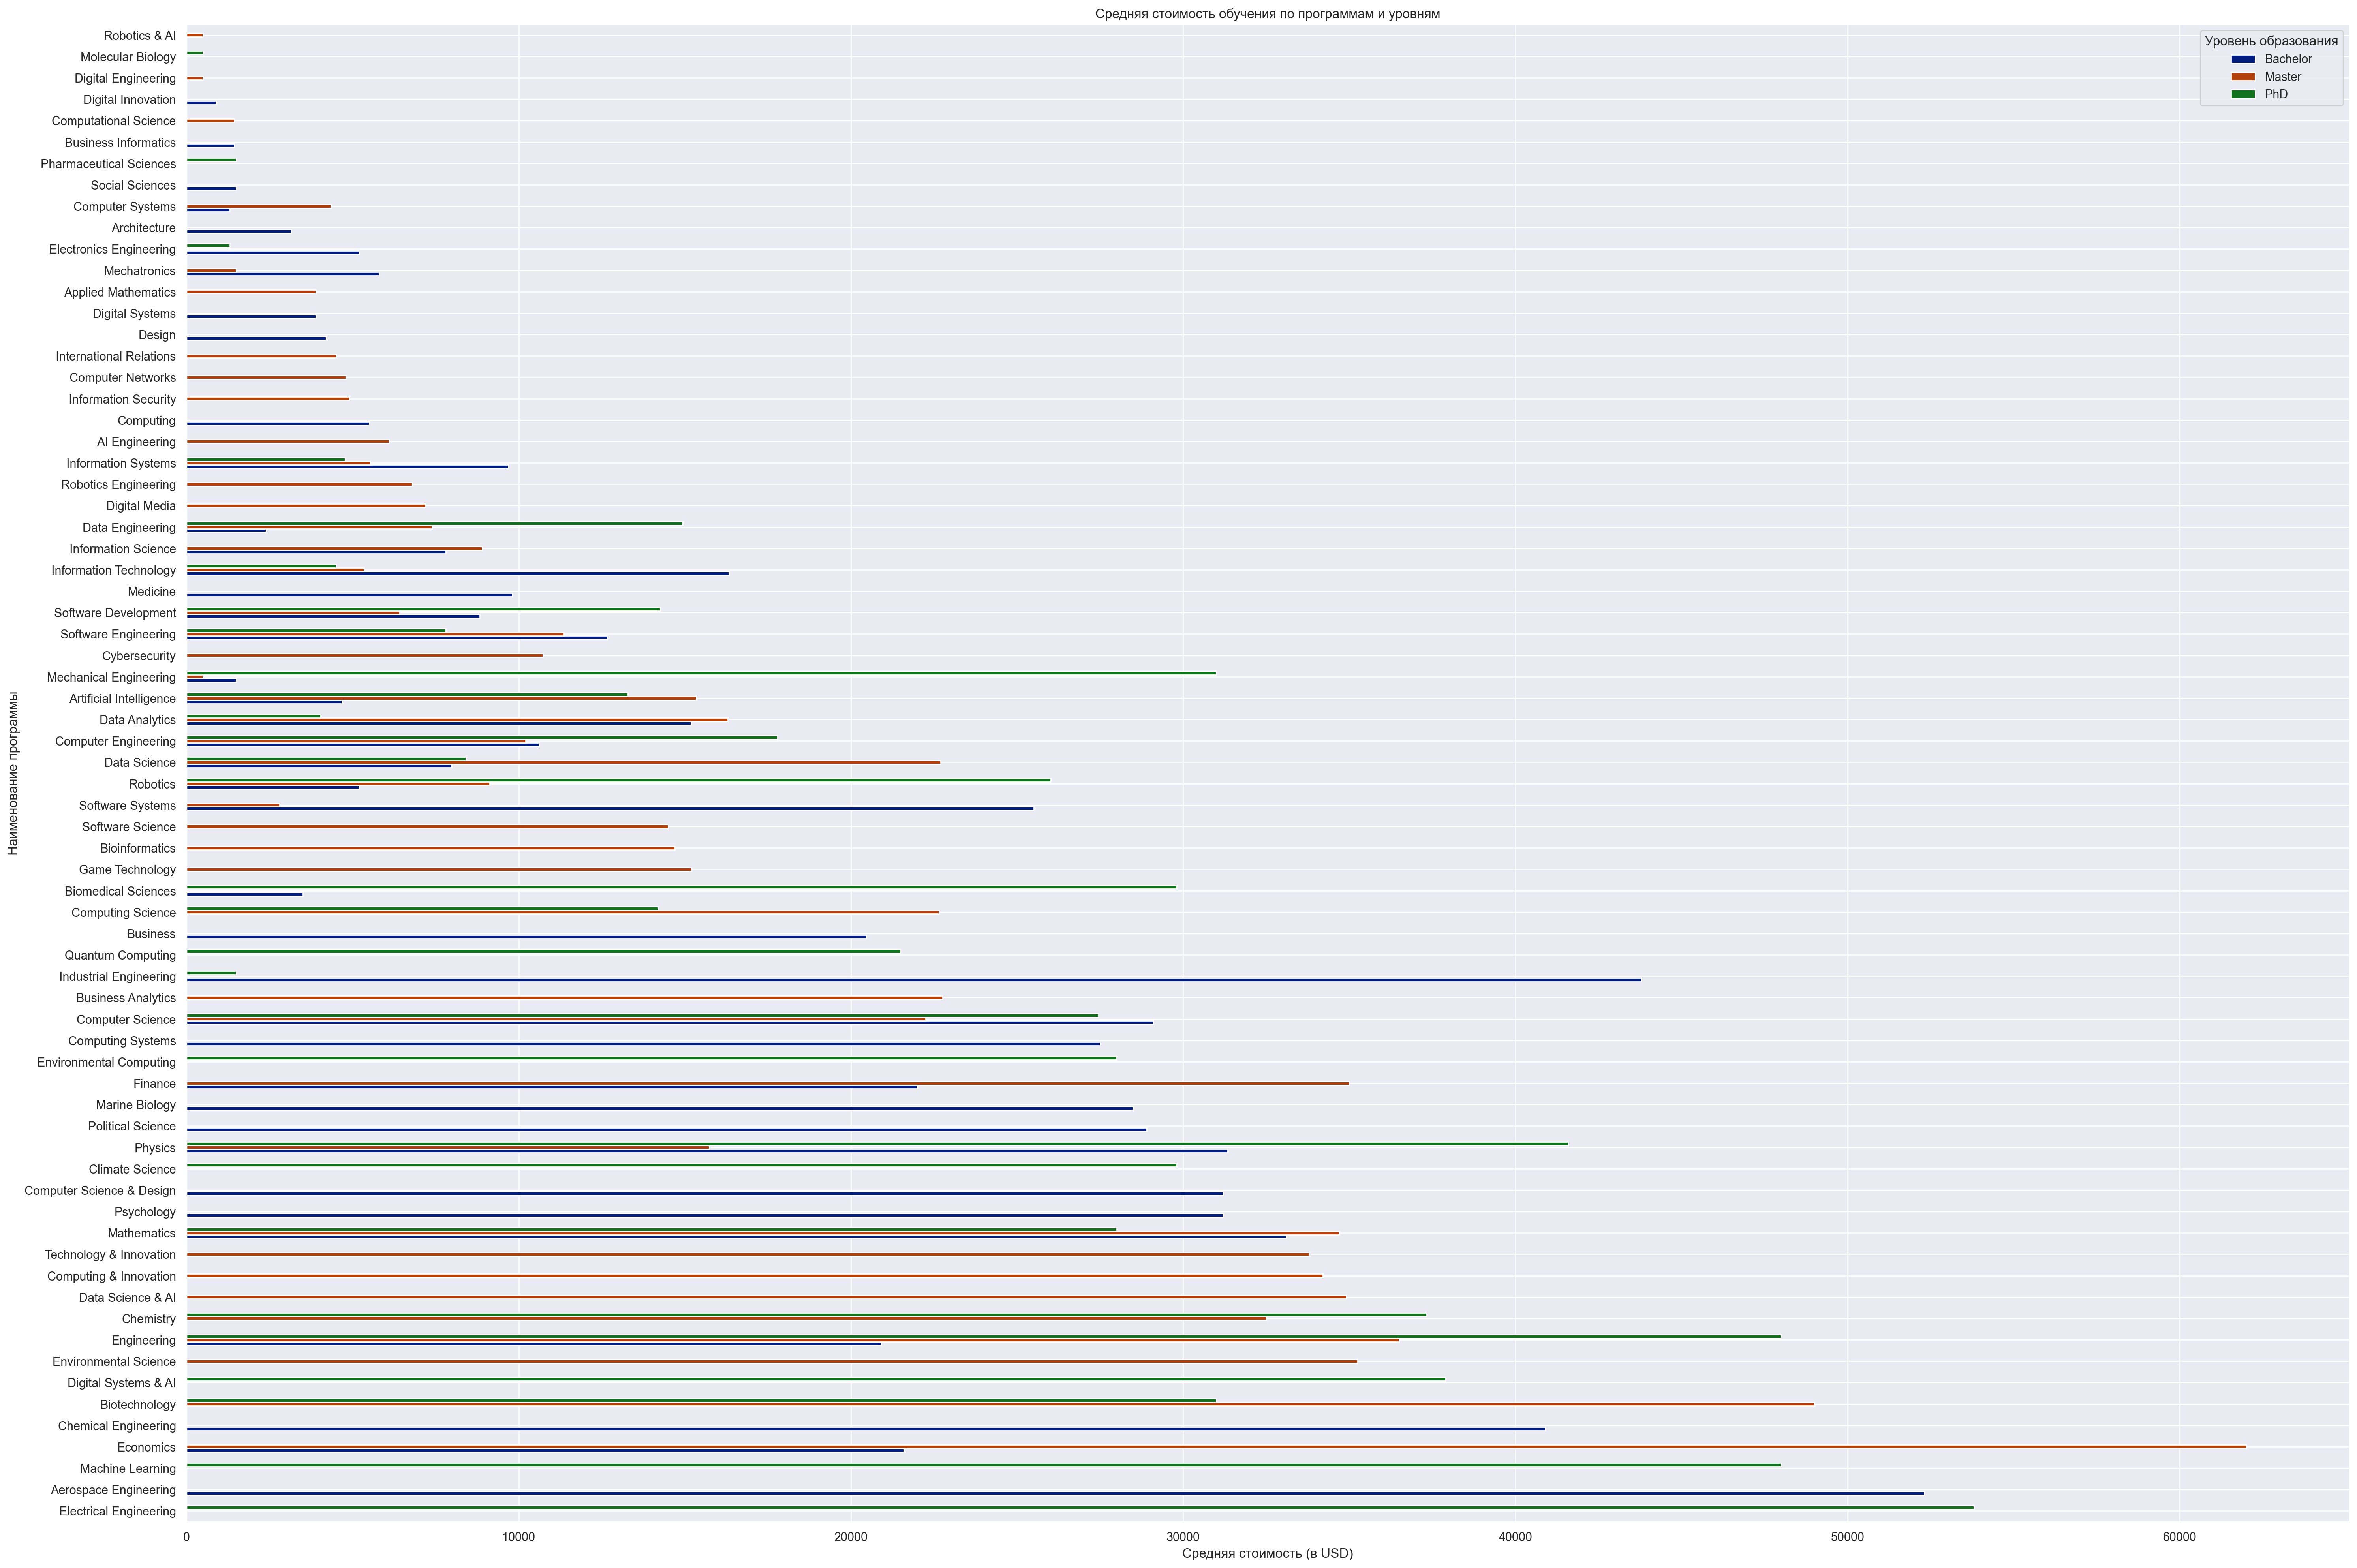 Средняя стоимость обучения по программам и уровням
Уровень образования
Bachelor
Master
PhD
Наименование программы
Robotics & AI
Molecular Biology
Digital Engineering
Digital Innovation
Computational Science
Business Informatics
Pharmaceutical Sciences
Social Sciences
Computer Systems
Architecture
Electronics Engineering
Mechatronics
Applied Mathematics
Digital Systems
Design
International Relations
Computer Networks
Information Security
Computing
AI Engineering
Information Systems
Robotics Engineering
Digital Media
Data Engineering
Information Science
Information Technology
Medicine
Software Development
Software Engineering
Cybersecurity
Mechanical Engineering
Artificial Intelligence
Data Analytics
Computer Engineering
Data Science
Robotics
Software Systems
Software Science
Bioinformatics
Game Technology
Biomedical Sciences
Computing Science
Business
Quantum Computing
Industrial Engineering
Business Analytics
Computer Science
Computing Systems
Environmental Computing
Finance
Marine Biology
Political Science
Physics
Climate Science
Computer Science & Design
Psychology
Mathematics
Technology & Innovation
Computing & Innovation
Data Science & AI
Chemistry
Engineering
Environmental Science
Digital Systems & AI
Biotechnology
Chemical Engineering
Economics
Machine Learning
Aerospace Engineering
Electrical Engineering
0 10000 20000 30000 40000 50000 60000
Средняя стоимость (в USD)